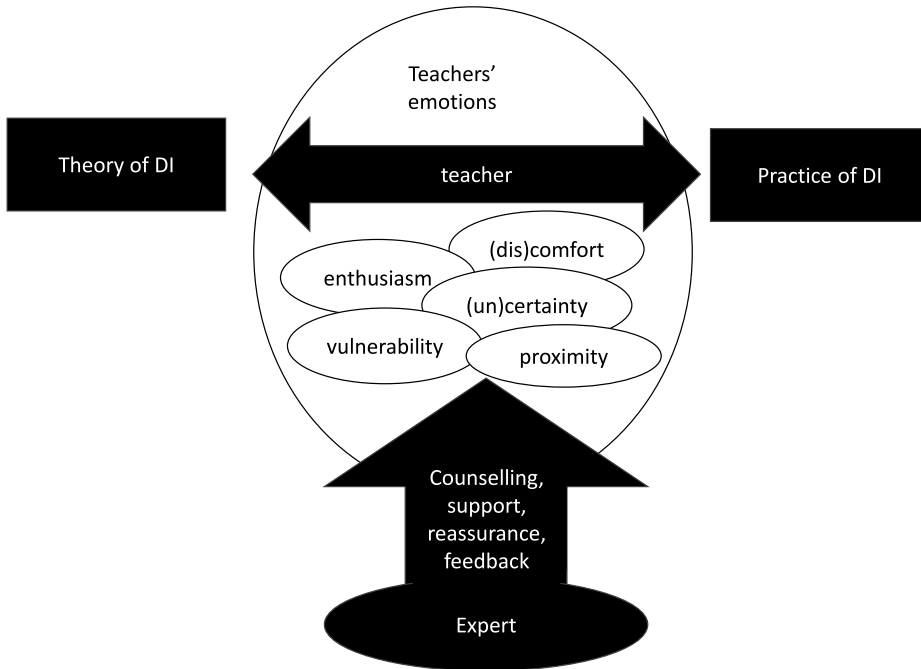 Teachers’
emotions
Theory of DI
teacher
Practice of DI
(dis)comfort
enthusiasm
(un)certainty
vulnerability
proximity
Counselling,
support,
reassurance,
feedback
Expert